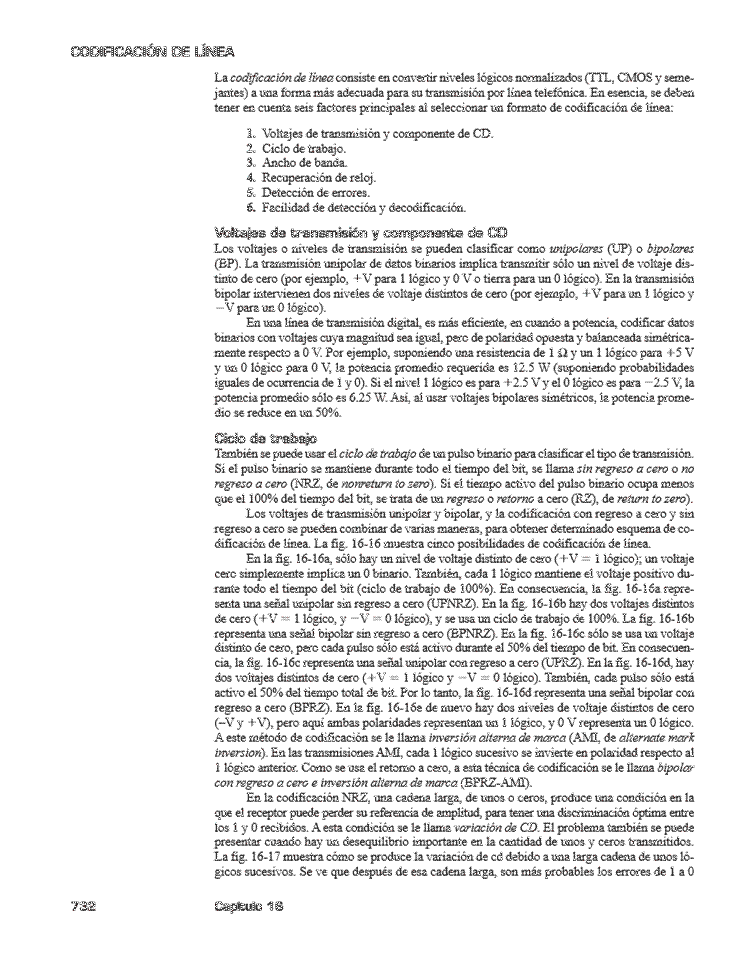 CODIFICACIÓN DE LÍNEA
La codificación de línea consiste en convertir niveles lógicos normalizados (TTL, CMOS y seme-
jantes) a una forma más adecuada para su transmisión por línea telefónica. En esencia, se deben
tener en cuenta seis factores principales al seleccionar un formato de codificación de línea:
1. Voltajes de transmisión y componente de CD.
2. Ciclo de trabajo.
3. Ancho de banda.
4. Recuperación de reloj.
5. Detección de errores.
6. Facilidad de detección y decodificación.
Voltajes de transmisión y componente de CD
Los voltajes o niveles de transmisión se pueden clasificar como unipolares (UP) o bipolares
(BP). La transmisión unipolar de datos binarios implica transmitir sólo un nivel de voltaje dis-
tinto de cero (por ejemplo, +V para 1 lógico y 0 V o tierra para un 0 lógico). En la transmisión
bipolar intervienen dos niveles de voltaje distintos de cero (por ejemplo, +V para un 1 lógico y
−V para un 0 lógico).
En una línea de transmisión digital, es más eficiente, en cuanto a potencia, codificar datos
binarios con voltajes cuya magnitud sea igual, pero de polaridad opuesta y balanceada simétrica-
mente respecto a 0 V. Por ejemplo, suponiendo una resistencia de 1 Ω y un 1 lógico para +5 V
y un 0 lógico para 0 V, la potencia promedio requerida es 12.5 W (suponiendo probabilidades
iguales de ocurrencia de 1 y 0). Si el nivel 1 lógico es para +2.5 V y el 0 lógico es para −2.5 V, la
potencia promedio sólo es 6.25 W. Así, al usar voltajes bipolares simétricos, la potencia prome-
dio se reduce en un 50%.
Ciclo de trabajo
También se puede usar el ciclo de trabajo de un pulso binario para clasificar el tipo de transmisión.
Si el pulso binario se mantiene durante todo el tiempo del bit, se llama sin regreso a cero o no
regreso a cero (NRZ, de nonreturn to zero). Si el tiempo activo del pulso binario ocupa menos
que el 100% del tiempo del bit, se trata de un regreso o retorno a cero (RZ), de return to zero).
Los voltajes de transmisión unipolar y bipolar, y la codificación con regreso a cero y sin
regreso a cero se pueden combinar de varias maneras, para obtener determinado esquema de co-
dificación de línea. La fig. 16-16 muestra cinco posibilidades de codificación de línea.
En la fig. 16-16a, sólo hay un nivel de voltaje distinto de cero (+V = 1 lógico); un voltaje
cero simplemente implica un 0 binario. También, cada 1 lógico mantiene el voltaje positivo du-
rante todo el tiempo del bit (ciclo de trabajo de 100%). En consecuencia, la fig. 16-16a repre-
senta una señal unipolar sin regreso a cero (UPNRZ). En la fig. 16-16b hay dos voltajes distintos
de cero (+V = 1 lógico, y −V = 0 lógico), y se usa un ciclo de trabajo de 100%. La fig. 16-16b
representa una señal bipolar sin regreso a cero (BPNRZ). En la fig. 16-16c sólo se usa un voltaje
distinto de cero, pero cada pulso sólo está activo durante el 50% del tiempo de bit. En consecuen-
cia, la fig. 16-16c representa una señal unipolar con regreso a cero (UPRZ). En la fig. 16-16d, hay
dos voltajes distintos de cero (+V = 1 lógico y −V = 0 lógico). También, cada pulso sólo está
activo el 50% del tiempo total de bit. Por lo tanto, la fig. 16-16d representa una señal bipolar con
regreso a cero (BPRZ). En la fig. 16-16e de nuevo hay dos niveles de voltaje distintos de cero
(–V y +V), pero aquí ambas polaridades representan un 1 lógico, y 0 V representa un 0 lógico.
A este método de codificación se le llama inversión alterna de marca (AMI, de alternate mark
inversion). En las transmisiones AMI, cada 1 lógico sucesivo se invierte en polaridad respecto al
1 lógico anterior. Como se usa el retorno a cero, a esta técnica de codificación se le llama bipolar
con regreso a cero e inversión alterna de marca (BPRZ-AMI).
En la codificación NRZ, una cadena larga, de unos o ceros, produce una condición en la
que el receptor puede perder su referencia de amplitud, para tener una discriminación óptima entre
los 1 y 0 recibidos. A esta condición se le llama variación de CD. El problema también se puede
presentar cuando hay un desequilibrio importante en la cantidad de unos y ceros transmitidos.
La fig. 16-17 muestra cómo se produce la variación de cd debido a una larga cadena de unos ló-
gicos sucesivos. Se ve que después de esa cadena larga, son más probables los errores de 1 a 0
732 Capítulo 16